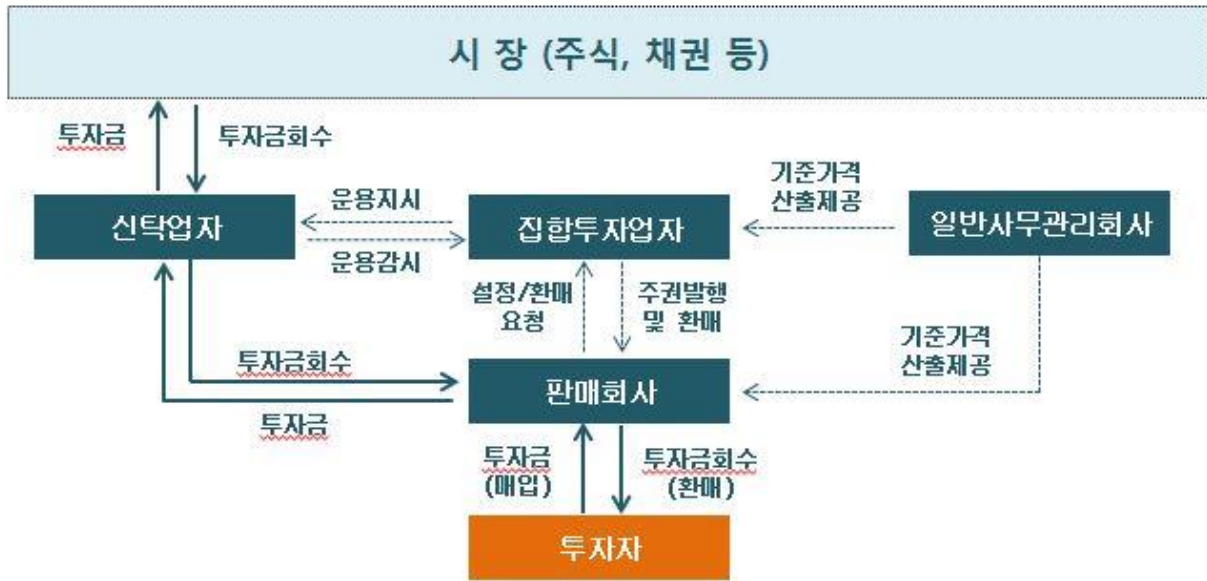 시 장 (주식, 채권 등)
투자금
투자금회수
신탁업자
운용지시
운용감시
집합투자업자
기준가격
산출제공
일반사무관리회사
설정/환매
요청
주권발행
및 환매
기준가격
산출제공
투자금회수
투자금
판매회사
투자금
(매입)
투자금회수
(환매)
투자자